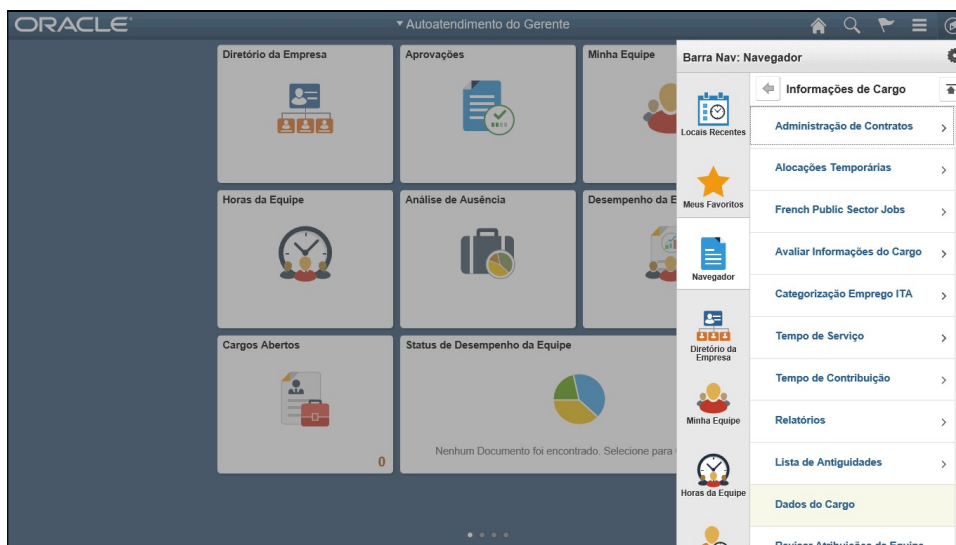 ORACLE
Autoatendimento do Gerente
Diretório da Empresa
Aprovações
Minha Equipe
Horas da Equipe
Análise de Ausência
Desempenho da E
Cargos Abertos
0
Status de Desempenho da Equipe
Nenhum Documento foi encontrado. Selecione para
Barra Nav: Navegador
Locais Recentes
Meus Favoritos
Navegador
Diretório da
Empresa
Minha Equipe
Horas da Equipe
Informações de Cargo
Administração de Contratos
Alocações Temporárias
French Public Sector Jobs
Avaliar Informações do Cargo
Categorização Emprego ITA
Tempo de Serviço
Tempo de Contribuição
Relatórios
Lista de Antiguidades
Dados do Cargo
Revisar Atribuições da Equipe